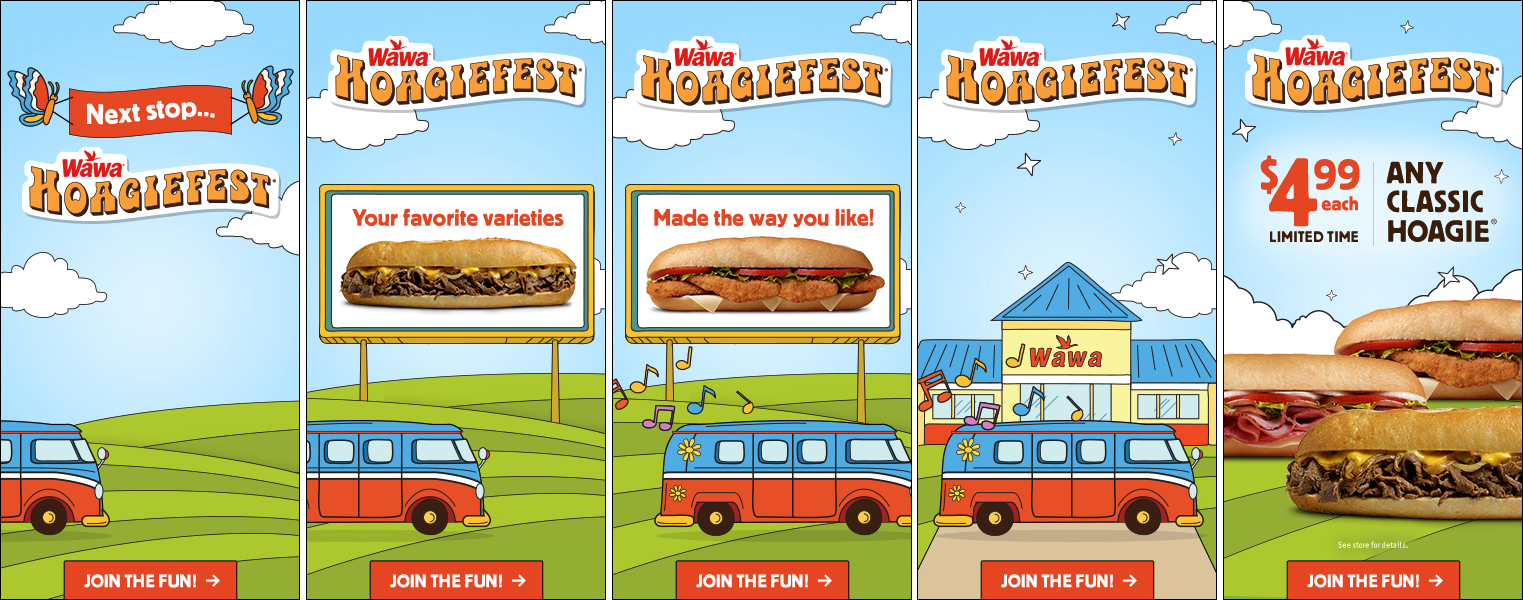 Next stop...
Wawa
HOAGIEFEST
JOIN THE FUN! →
Wawa
HOAGIEFEST
Your favorite varieties
JOIN THE FUN! →
Wawa
HOAGIEFEST
Made the way you like!
JOIN THE FUN! →
Wawa
HOAGIEFEST
Wawa
JOIN THE FUN! →
Wawa
HOAGIEFEST
$4.99 each
LIMITED TIME
ANY
CLASSIC
HOAGIE®
See store for details.
JOIN THE FUN! →